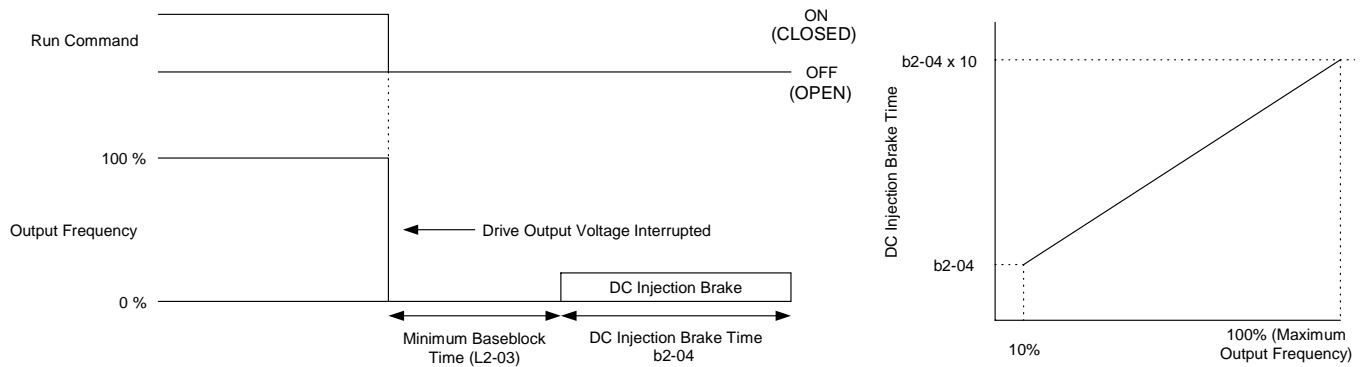 Run Command
ON
(CLOSED)
OFF
(OPEN)
100 %
Output Frequency
Drive Output Voltage Interrupted
0 %
DC Injection Brake
Minimum Baseblock
Time (L2-03)
DC Injection Brake Time
b2-04
DC Injection Brake Time
b2-04 x 10
b2-04
10%
100% (Maximum
Output Frequency)